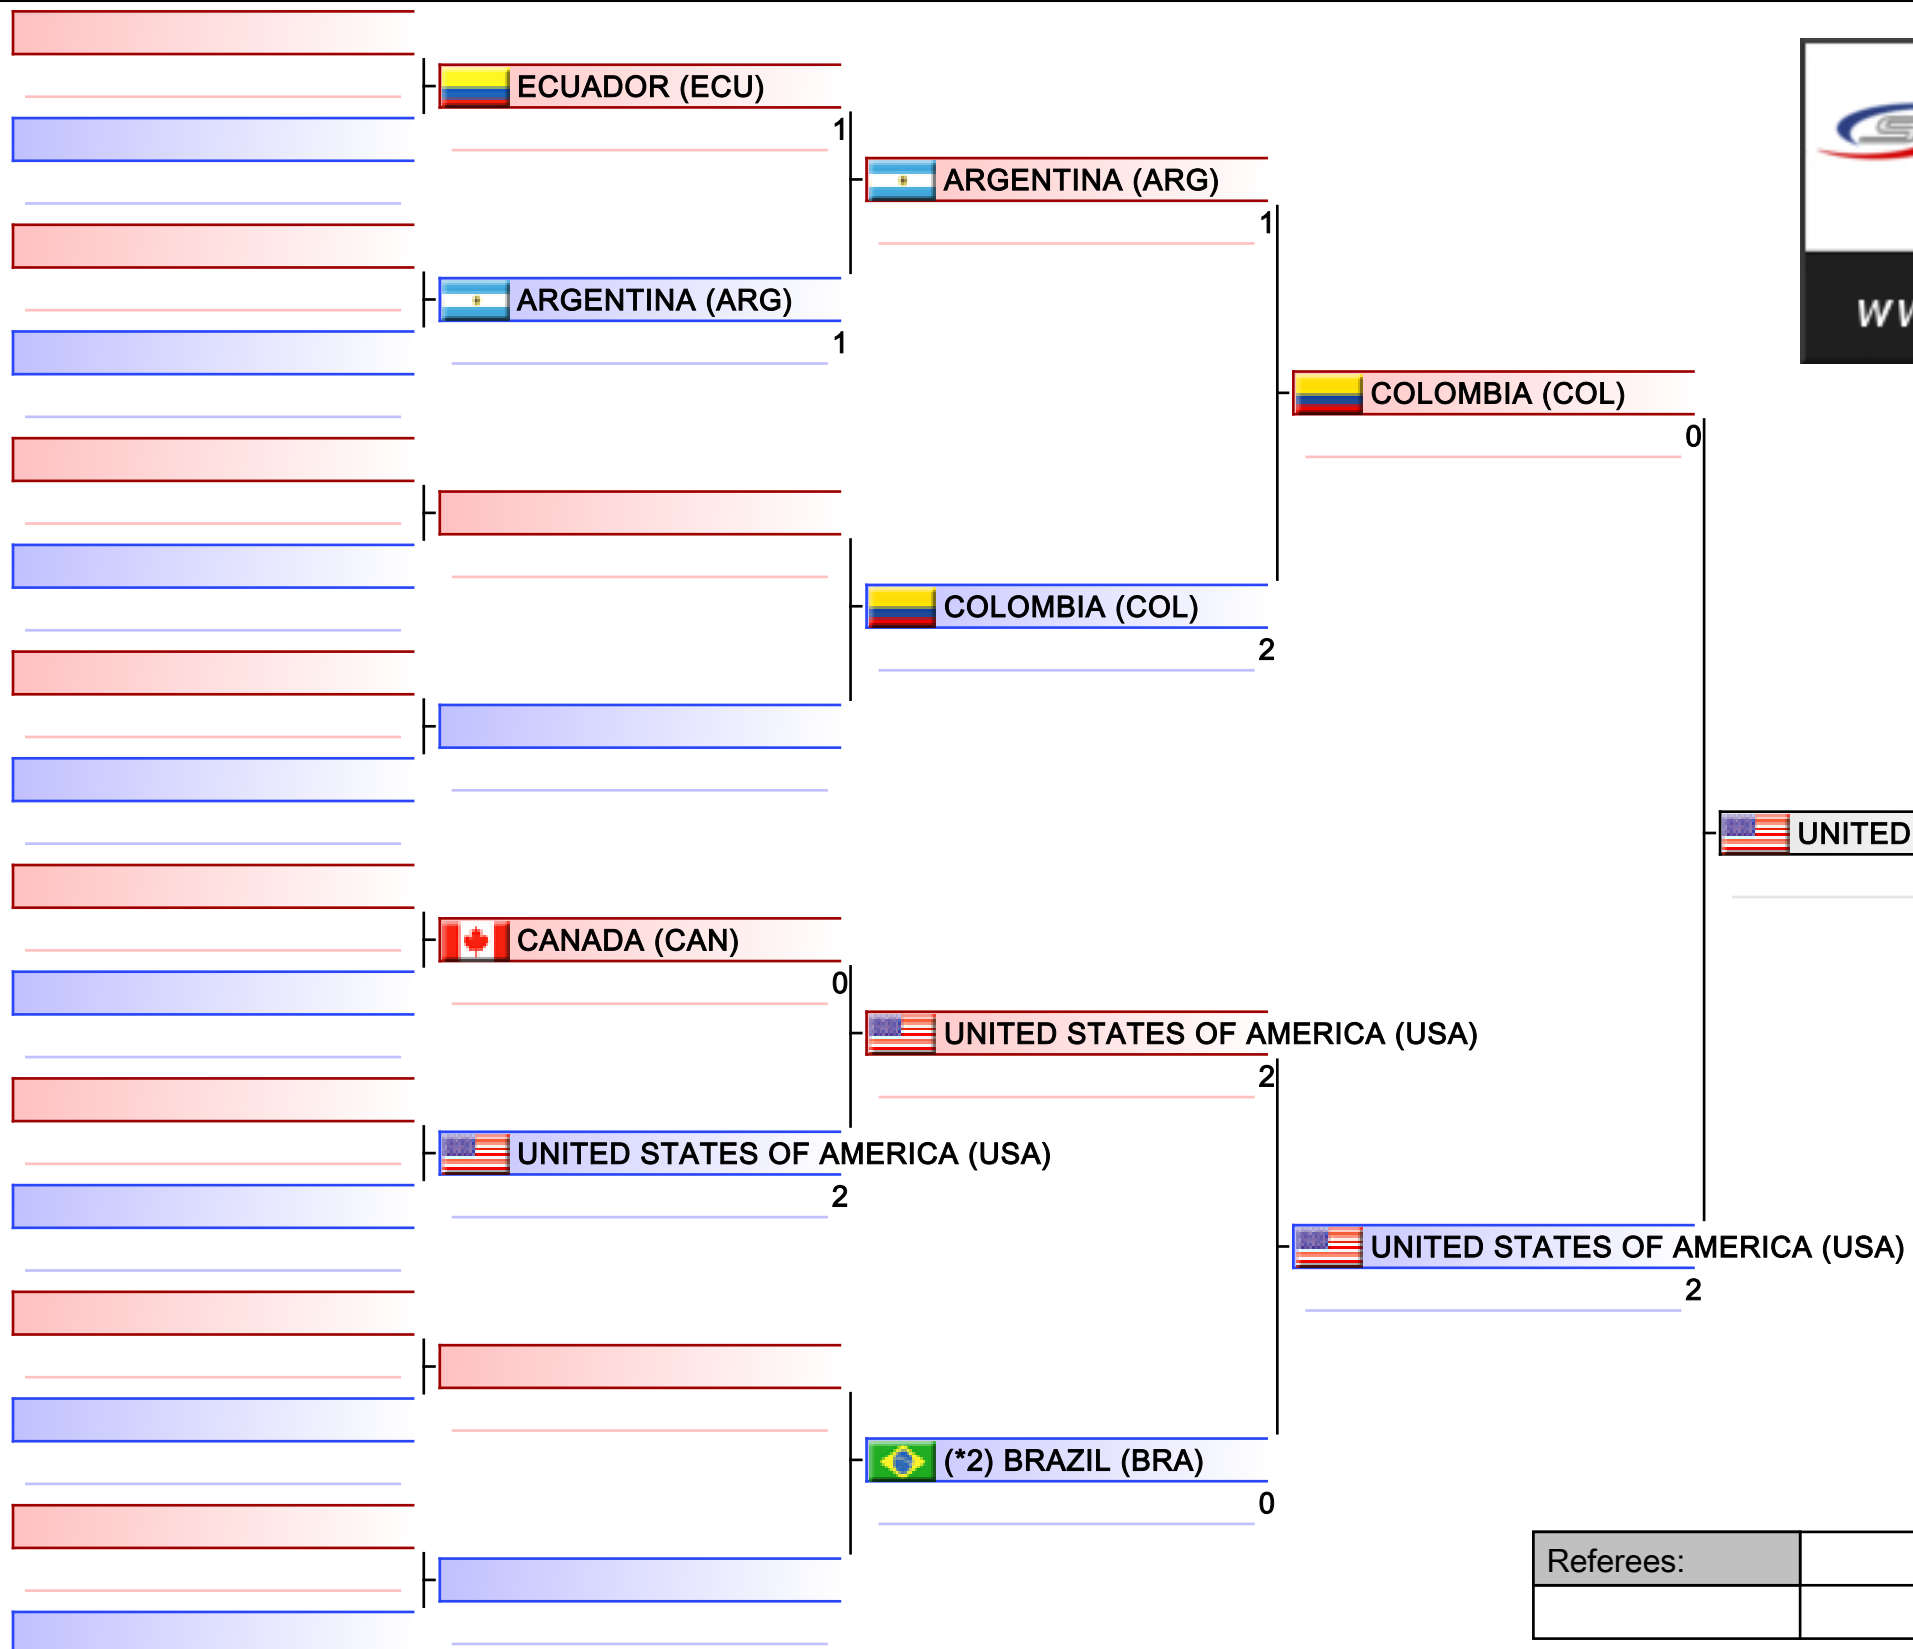 ECUADOR (ECU)
1
ARGENTINA (ARG)
1
ARGENTINA (ARG)
1
COLOMBIA (COL)
0
COLOMBIA (COL)
2
UNITED
CANADA (CAN)
0
UNITED STATES OF AMERICA (USA)
2
UNITED STATES OF AMERICA (USA)
2
UNITED STATES OF AMERICA (USA)
2
(*2) BRAZIL (BRA)
0
Referees: